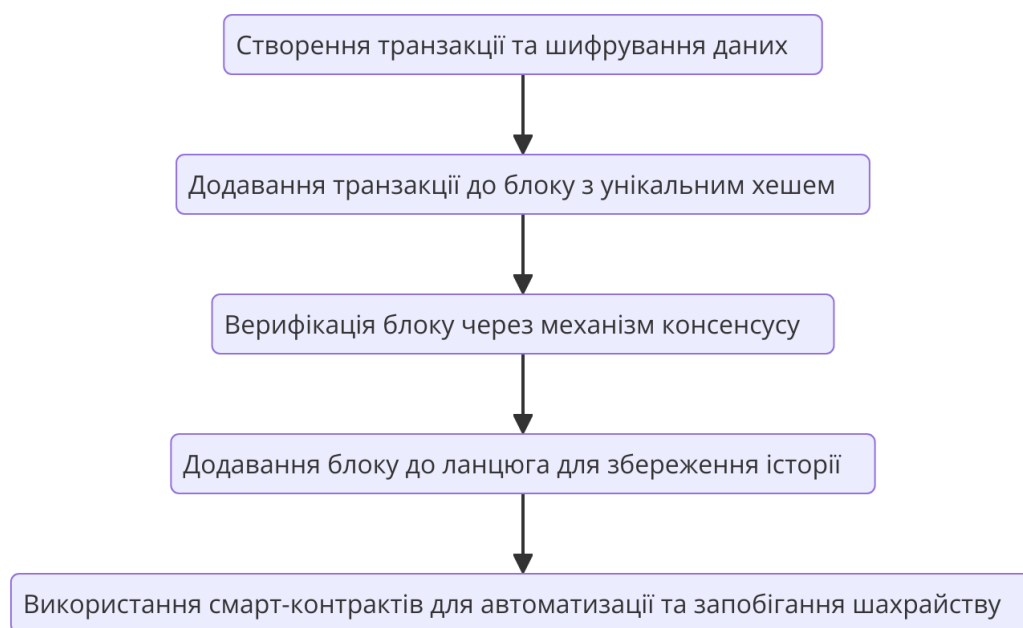 Створення транзакції та шифрування даних
Додавання транзакції до блоку з унікальним хешем
Верифікація блоку через механізм консенсусу
Додавання блоку до ланцюга для збереження історії
Використання смарт-контрактів для автоматизації та запобігання шахрайству